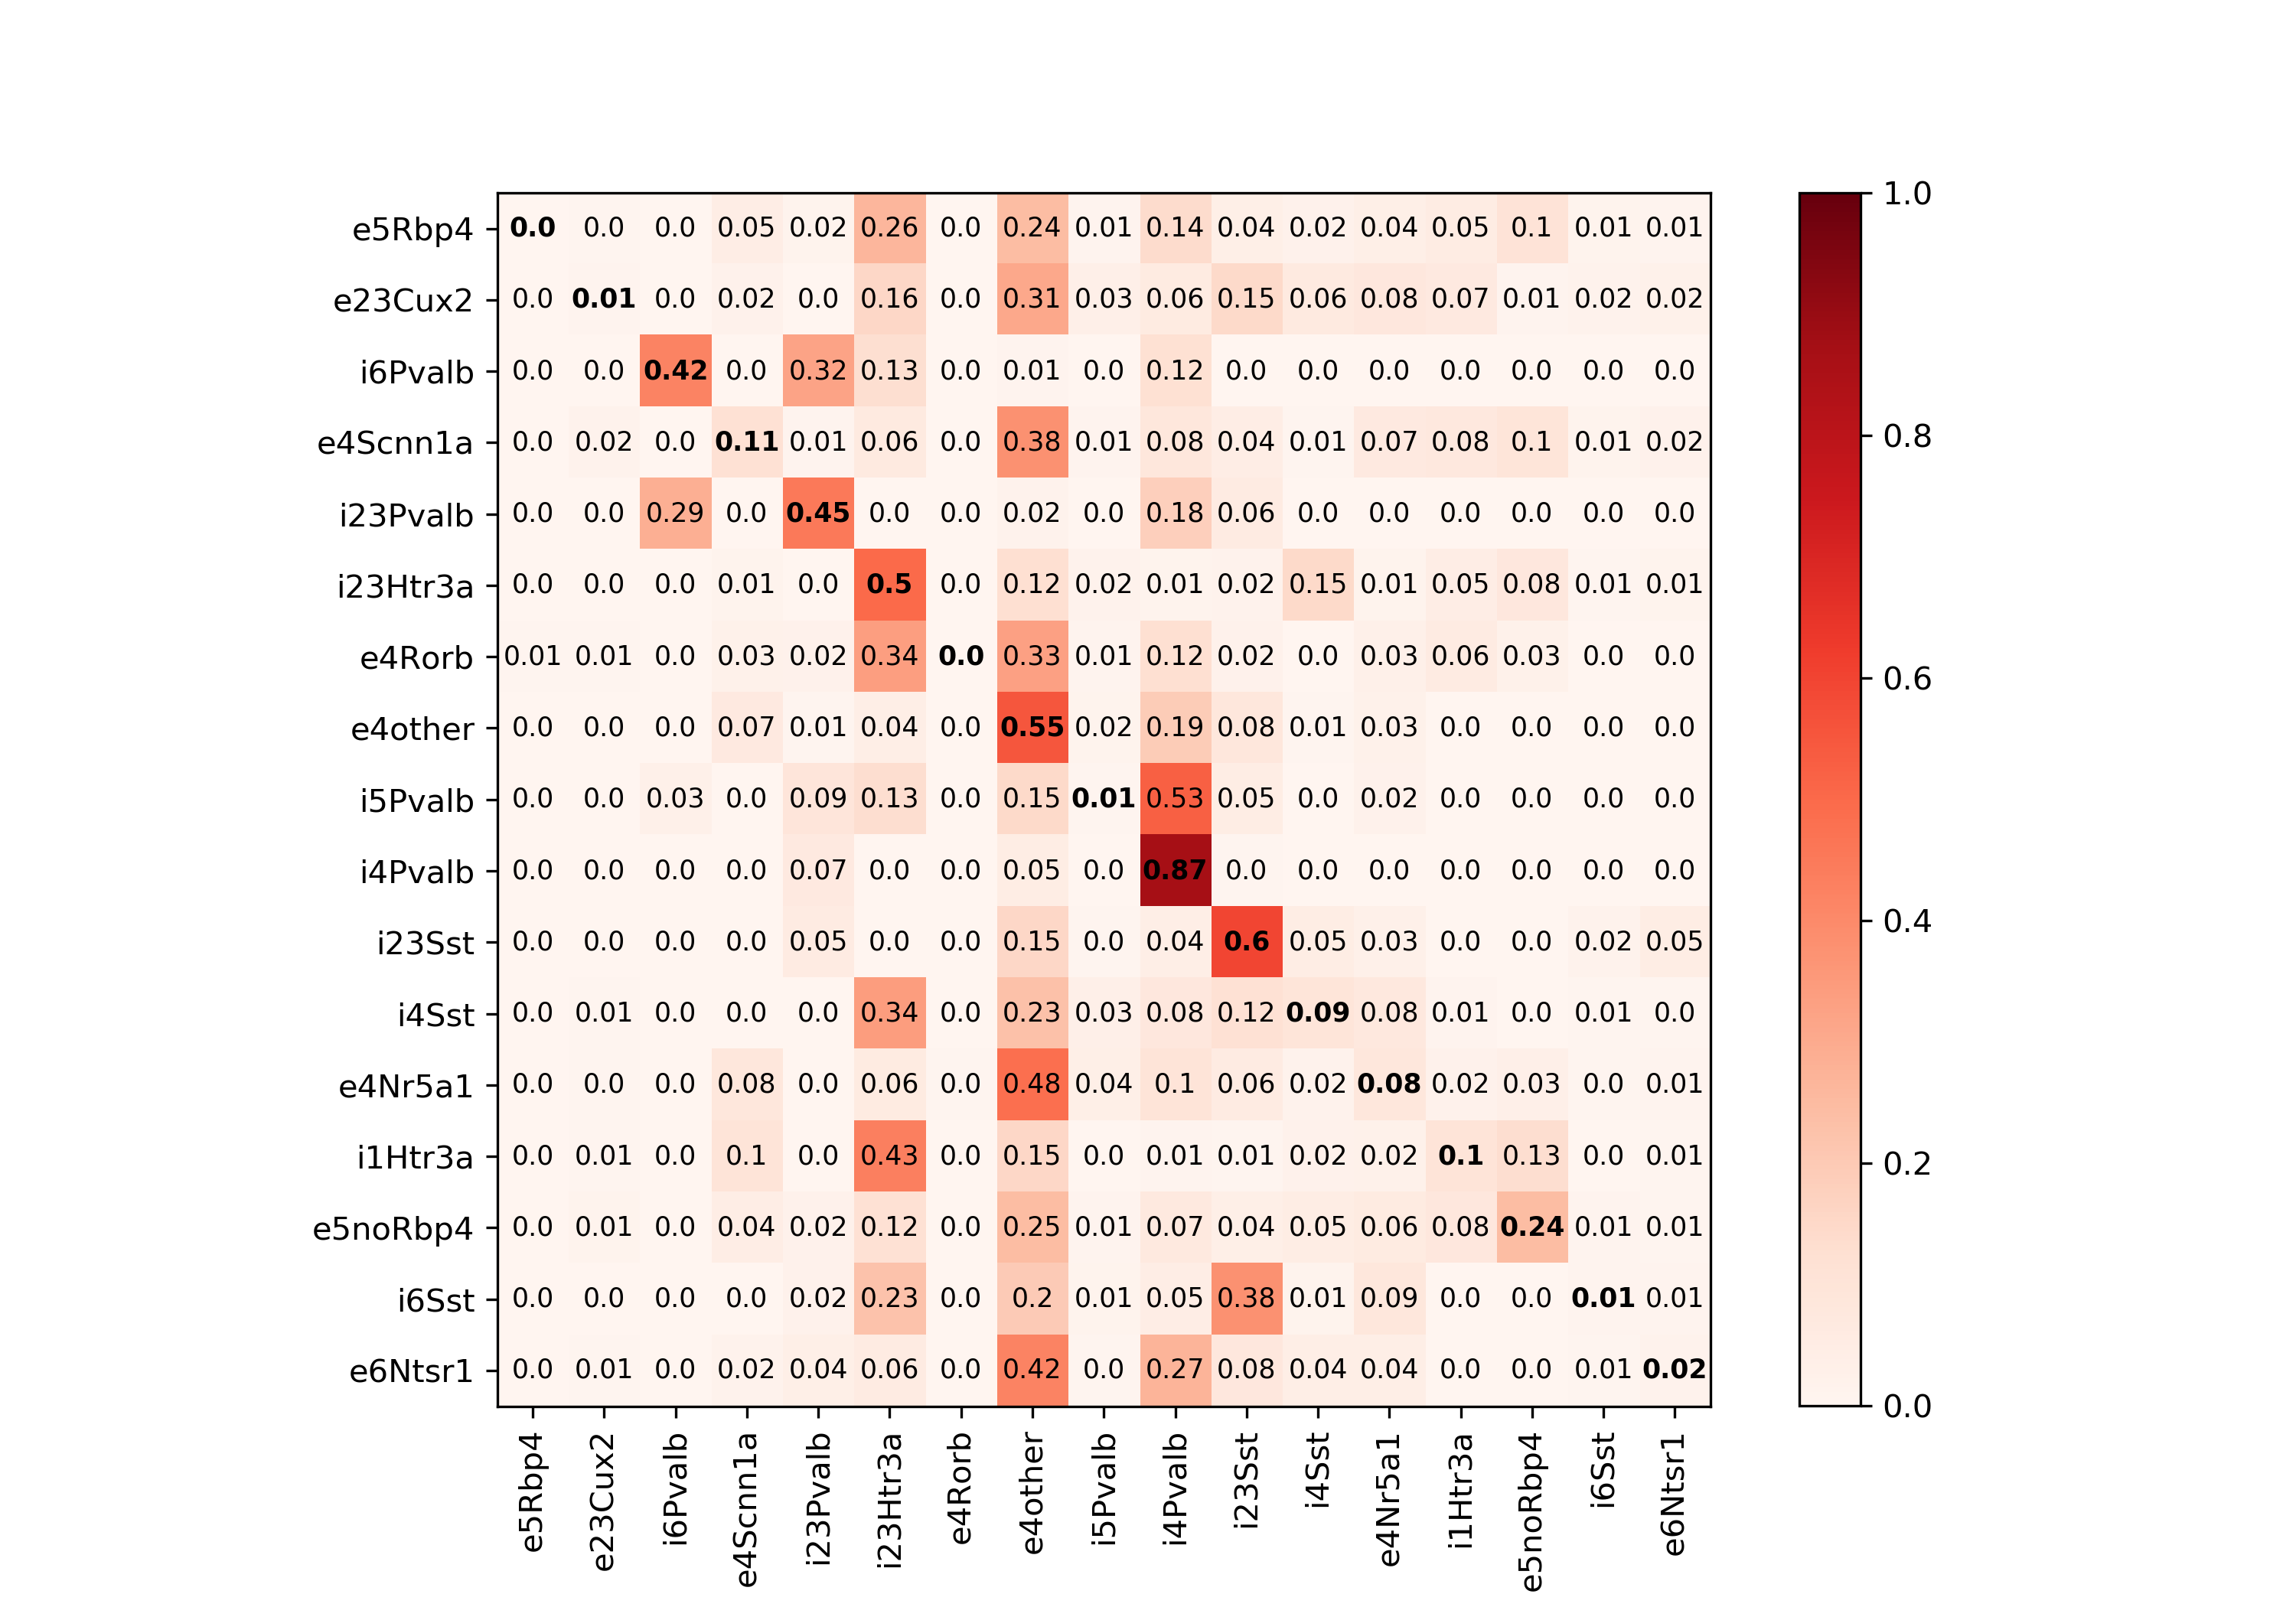 e5Rbp4 0.0 0.0 0.0 0.05 0.02 0.26 0.0 0.24 0.01 0.14 0.04 0.02 0.04 0.05 0.1 0.01 0.01
e23Cux2 0.0 0.01 0.0 0.02 0.0 0.16 0.0 0.31 0.03 0.06 0.15 0.06 0.08 0.07 0.01 0.02 0.02
i6Pvalb 0.0 0.0 0.42 0.0 0.32 0.13 0.0 0.01 0.0 0.12 0.0 0.0 0.0 0.0 0.0 0.0 0.0
e4Scnn1a 0.0 0.02 0.0 0.11 0.01 0.06 0.0 0.38 0.01 0.08 0.04 0.01 0.07 0.08 0.1 0.01 0.02
i23Pvalb 0.0 0.0 0.29 0.0 0.45 0.0 0.0 0.02 0.0 0.18 0.06 0.0 0.0 0.0 0.0 0.0 0.0
i23Htr3a 0.0 0.0 0.0 0.01 0.0 0.5 0.0 0.12 0.02 0.01 0.02 0.15 0.01 0.05 0.08 0.01 0.01
e4Rorb 0.01 0.01 0.0 0.03 0.02 0.34 0.0 0.33 0.01 0.12 0.02 0.0 0.03 0.06 0.03 0.0 0.0
e4other 0.0 0.0 0.0 0.07 0.01 0.04 0.0 0.55 0.02 0.19 0.08 0.01 0.03 0.0 0.0 0.0 0.0
i5Pvalb 0.0 0.0 0.03 0.0 0.09 0.13 0.0 0.15 0.01 0.53 0.05 0.0 0.02 0.0 0.0 0.0 0.0
i4Pvalb 0.0 0.0 0.0 0.0 0.07 0.0 0.0 0.05 0.0 0.87 0.0 0.0 0.0 0.0 0.0 0.0 0.0
i23Sst 0.0 0.0 0.0 0.0 0.05 0.0 0.0 0.15 0.0 0.04 0.6 0.05 0.03 0.0 0.0 0.02 0.05
i4Sst 0.0 0.01 0.0 0.0 0.0 0.34 0.0 0.23 0.03 0.08 0.12 0.09 0.08 0.01 0.0 0.01 0.0
e4Nr5a1 0.0 0.0 0.0 0.08 0.0 0.06 0.0 0.48 0.04 0.1 0.06 0.02 0.08 0.02 0.03 0.0 0.01
i1Htr3a 0.0 0.01 0.0 0.1 0.0 0.43 0.0 0.15 0.0 0.01 0.01 0.02 0.02 0.1 0.13 0.0 0.01
e5noRbp4 0.0 0.01 0.0 0.04 0.02 0.12 0.0 0.25 0.01 0.07 0.04 0.05 0.06 0.08 0.24 0.01 0.01
i6Sst 0.0 0.0 0.0 0.0 0.02 0.23 0.0 0.2 0.01 0.05 0.38 0.01 0.09 0.0 0.0 0.01 0.01
e6Ntsr1 0.0 0.01 0.0 0.02 0.04 0.06 0.0 0.42 0.0 0.27 0.08 0.04 0.04 0.0 0.0 0.01 0.02
e5Rbp4
e23Cux2
i6Pvalb
e4Scnn1a
i23Pvalb
i23Htr3a
e4Rorb
e4other
i5Pvalb
i4Pvalb
i23Sst
i4Sst
e4Nr5a1
i1Htr3a
e5noRbp4
i6Sst
e6Ntsr1
1.0
0.8
0.6
0.4
0.2
0.0